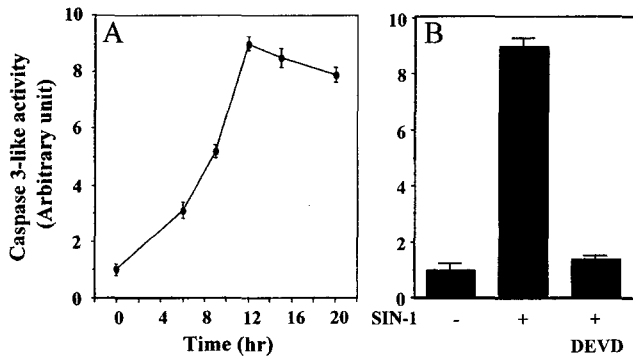 A
Caspase 3-like activity
(Arbitrary unit)
10
8
6
4
2
0
0 4 8 12 16 20
Time (hr)
B
10
8
6
4
2
0
SIN-1 - + +
DEVD